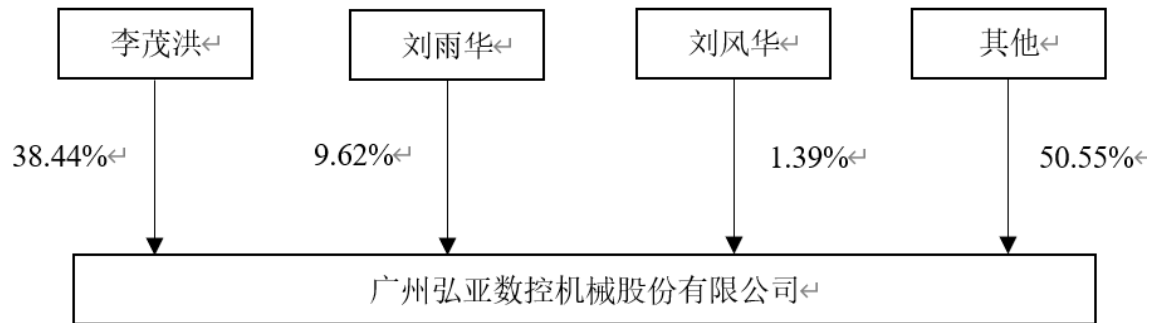 李茂洪↵
刘雨华↵
刘风华↵
其他↵
38.44%↵
9.62%↵
1.39%↵
50.55%↵
广州弘亚数控机械股份有限公司↵